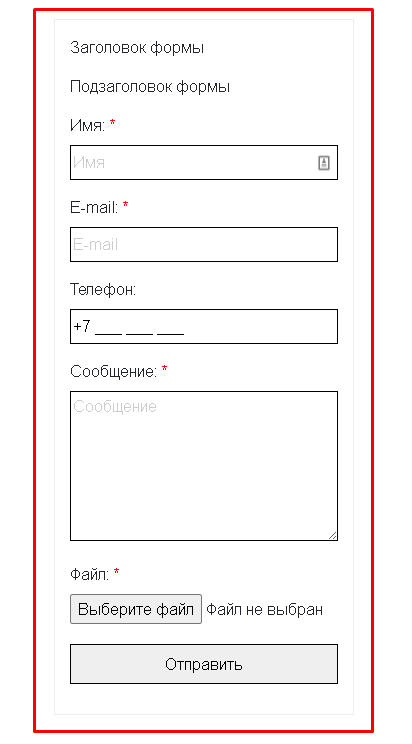 Заголовок формы
Подзаголовок формы
Имя: *
Имя
E-mail: *
E-mail
Телефон:
+7 ___ ___ ___
Сообщение: *
Сообщение
Файл: *
Выберите файл Файл не выбран
Отправить